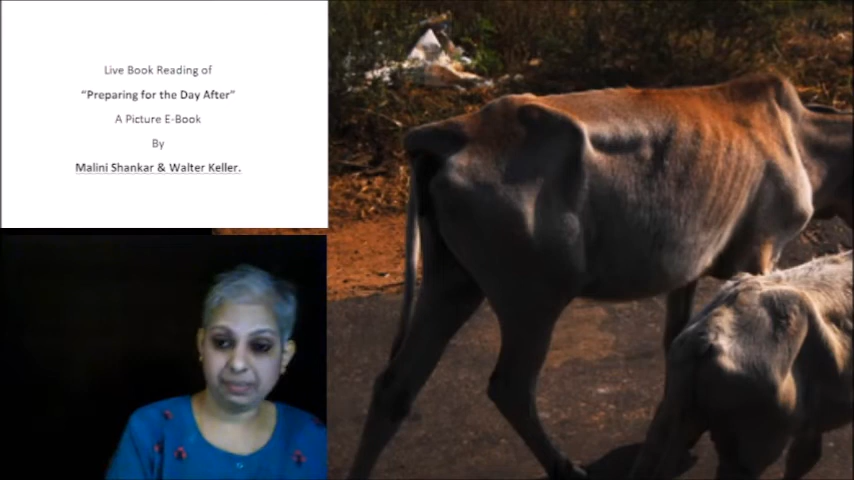 Live Book Reading of
“Preparing for the Day After”
A Picture E-Book
By
Malini Shankar & Walter Keller.